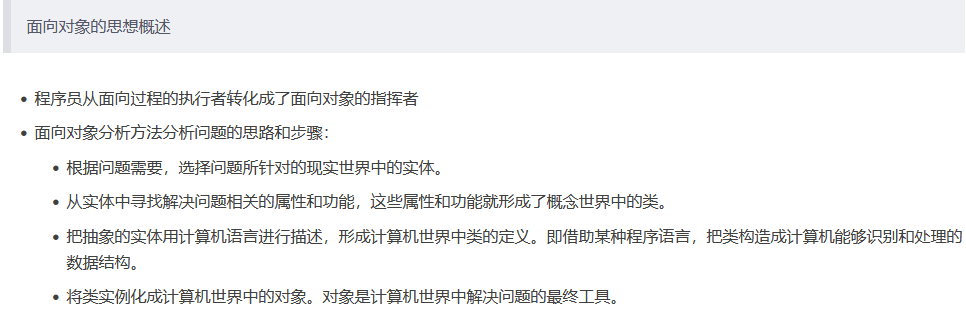 面向对象的思想概述
程序员从面向过程的执行者转化成了面向对象的指挥者
面向对象分析方法分析问题的思路和步骤：
根据问题需要，选择问题所针对的现实世界中的实体。
从实体中寻找解决问题相关的属性和功能，这些属性和功能就形成了概念世界中的类。
把抽象的实体用计算机语言进行描述，形成计算机世界中类的定义。即借助某种程序语言，把类构造成计算机能够识别和处理的
数据结构。
将类实例化成计算机世界中的对象。对象是计算机世界中解决问题的最终工具。